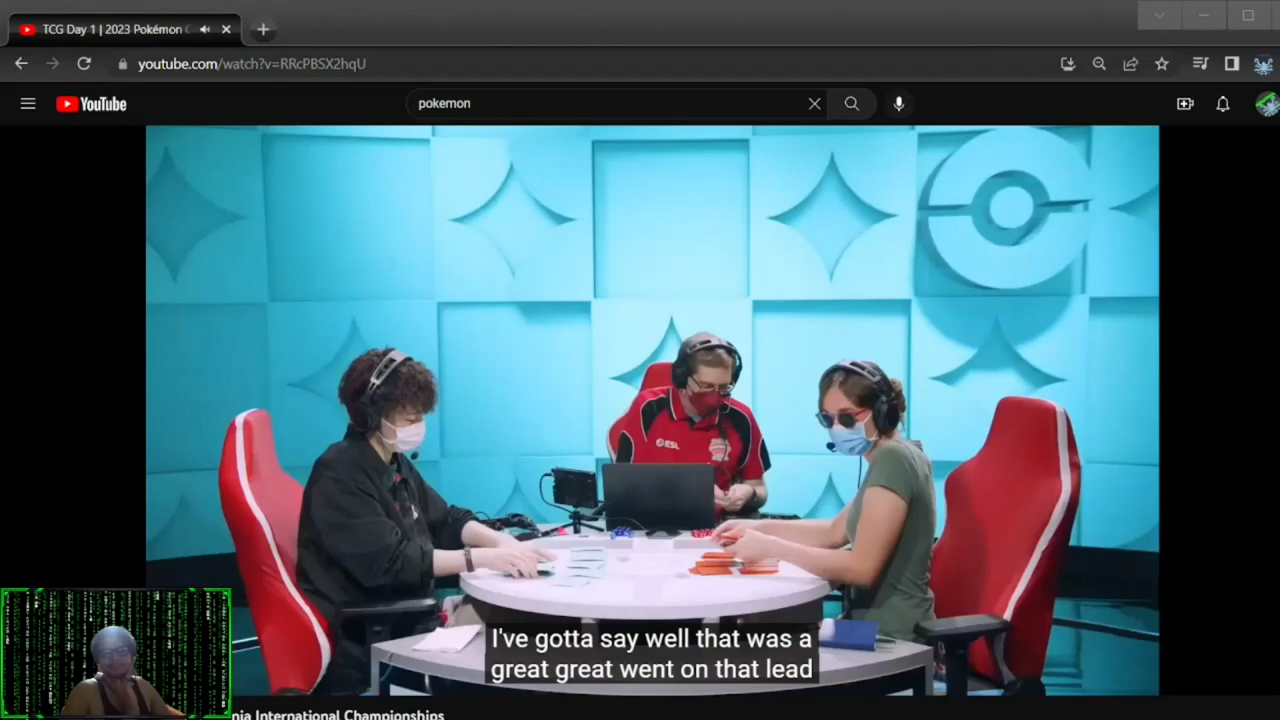 TCG Day 1 | 2023 Pokémon
youtube.com/watch?v=RRcPBSX2hqU
YouTube
pokemon
ESL
I've gotta say well that was a
great great went on that lead
nia International Championships